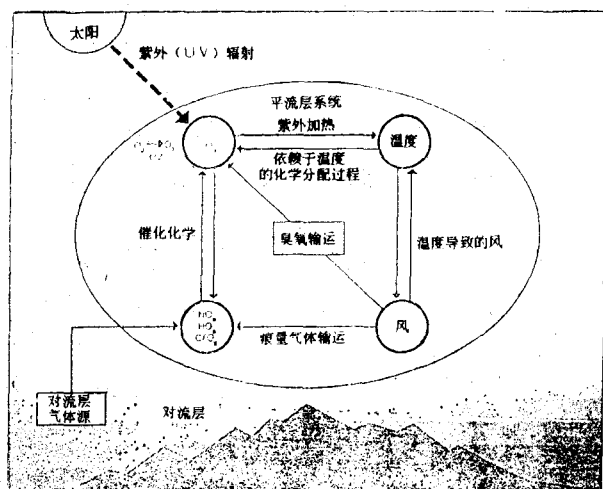 太阳
紫外（UV）辐射
平流层系统
紫外加热
温度
依赖于温度
的化学分配过程
催化化学
臭氧输运
温度导致的风
NOx
HOx
ClOx
痕量气体输运
风
对流层
气体源
对流层